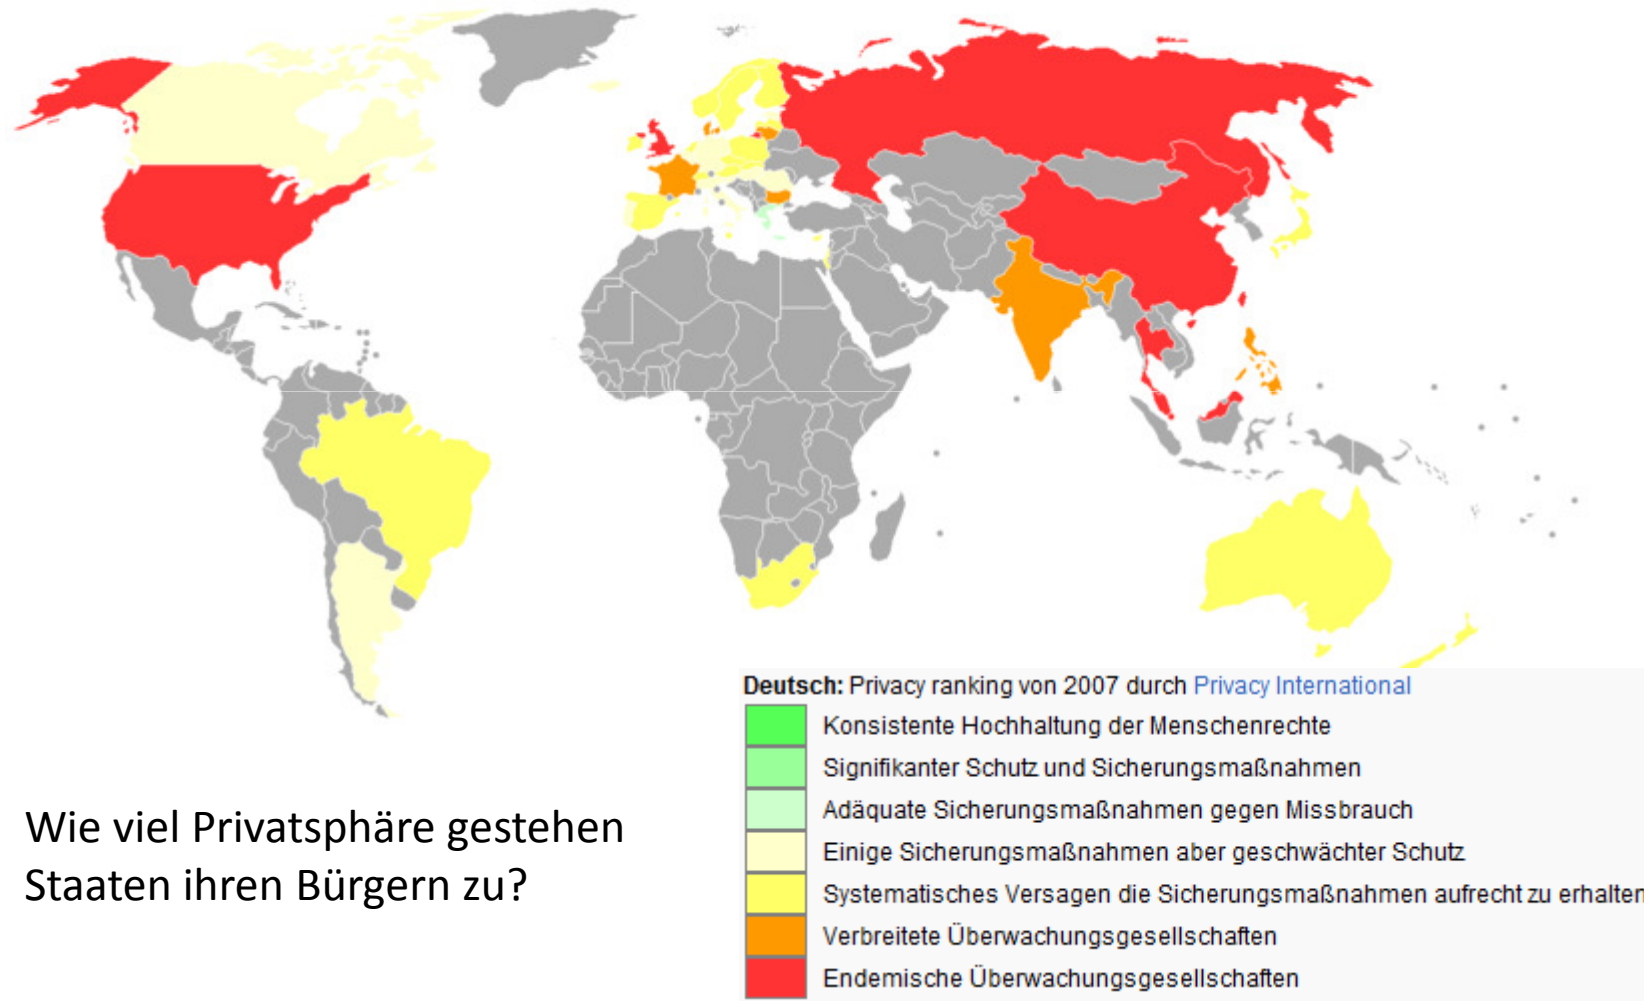 Deutsch: Privacy ranking von 2007 durch Privacy International
Konsistente Hochhaltung der Menschenrechte
Signifikanter Schutz und Sicherungsmaßnahmen
Adäquate Sicherungsmaßnahmen gegen Missbrauch
Einige Sicherungsmaßnahmen aber geschwächter Schutz
Systematisches Versagen die Sicherungsmaßnahmen aufrecht zu erhalten
Verbreitete Überwachungsgesellschaften
Endemische Überwachungsgesellschaften
Wie viel Privatsphäre gestehen
Staaten ihren Bürgern zu?